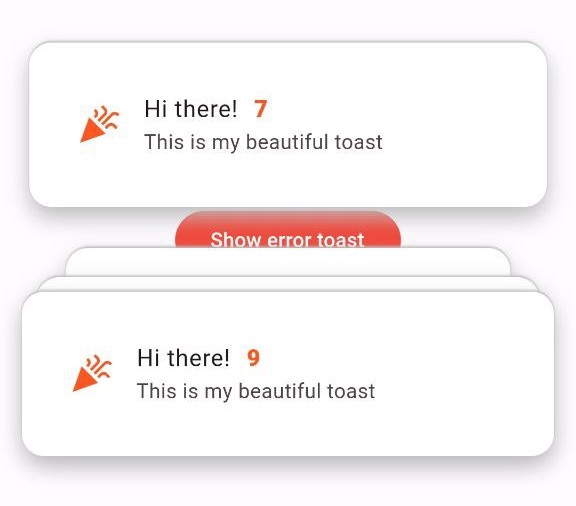 Hi there! 7
This is my beautiful toast
Show error toast
Hi there! 9
This is my beautiful toast